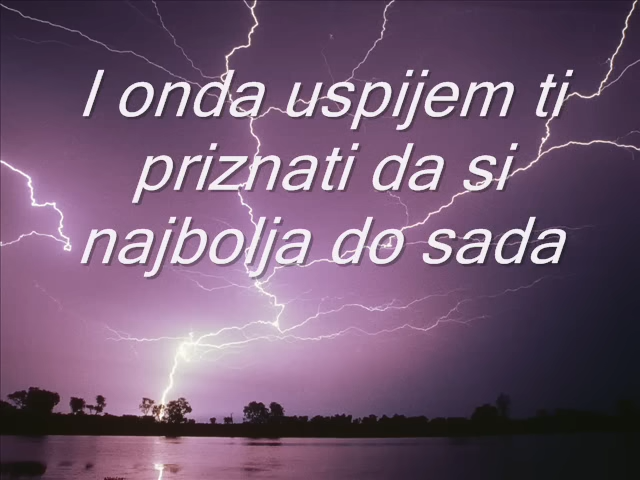 I onda uspijem ti
priznati da si
najbolja do sada